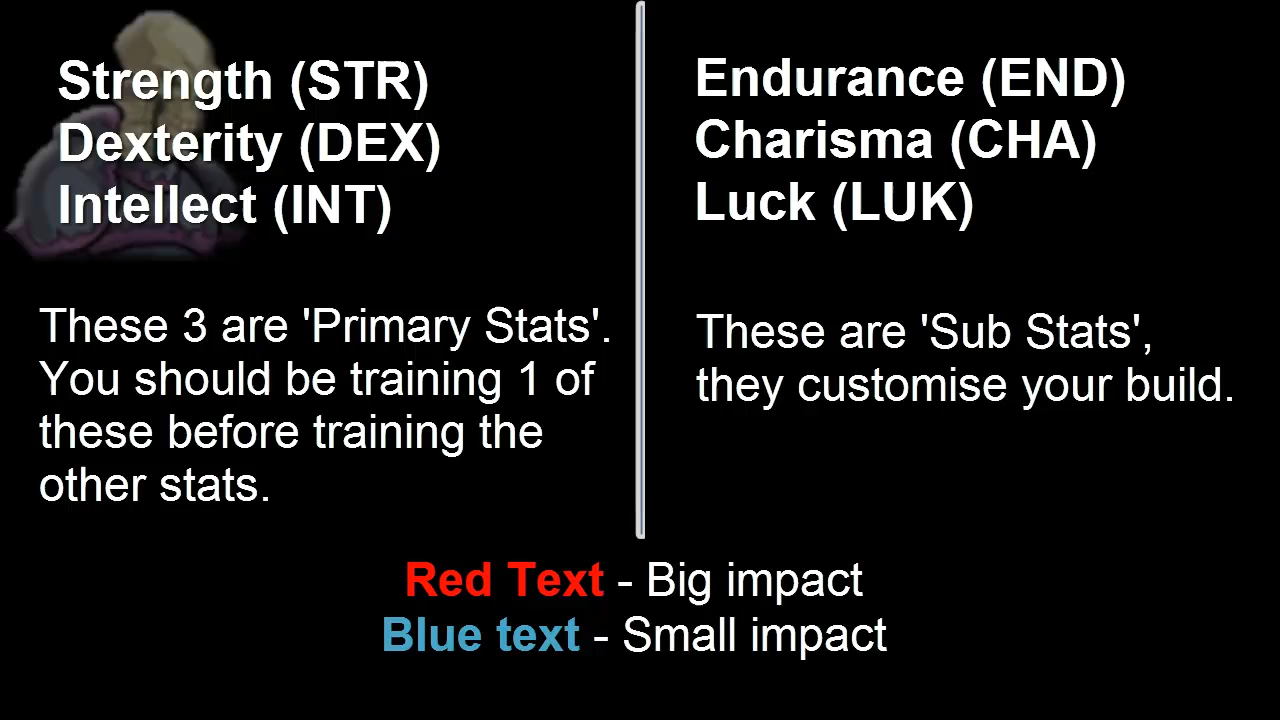 Strength (STR)
Dexterity (DEX)
Intellect (INT)
These 3 are 'Primary Stats'.
You should be training 1 of
these before training the
other stats.
Endurance (END)
Charisma (CHA)
Luck (LUK)
These are 'Sub Stats',
they customise your build.
Red Text - Big impact
Blue text - Small impact